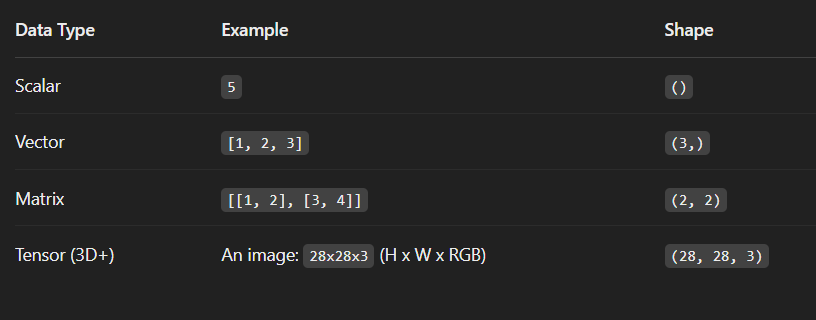 Data Type Example Shape
Scalar 5 ()
Vector [1, 2, 3] (3,)
Matrix [[1, 2], [3, 4]] (2, 2)
Tensor (3D+) An image: 28x28x3 (H x W x RGB) (28, 28, 3)